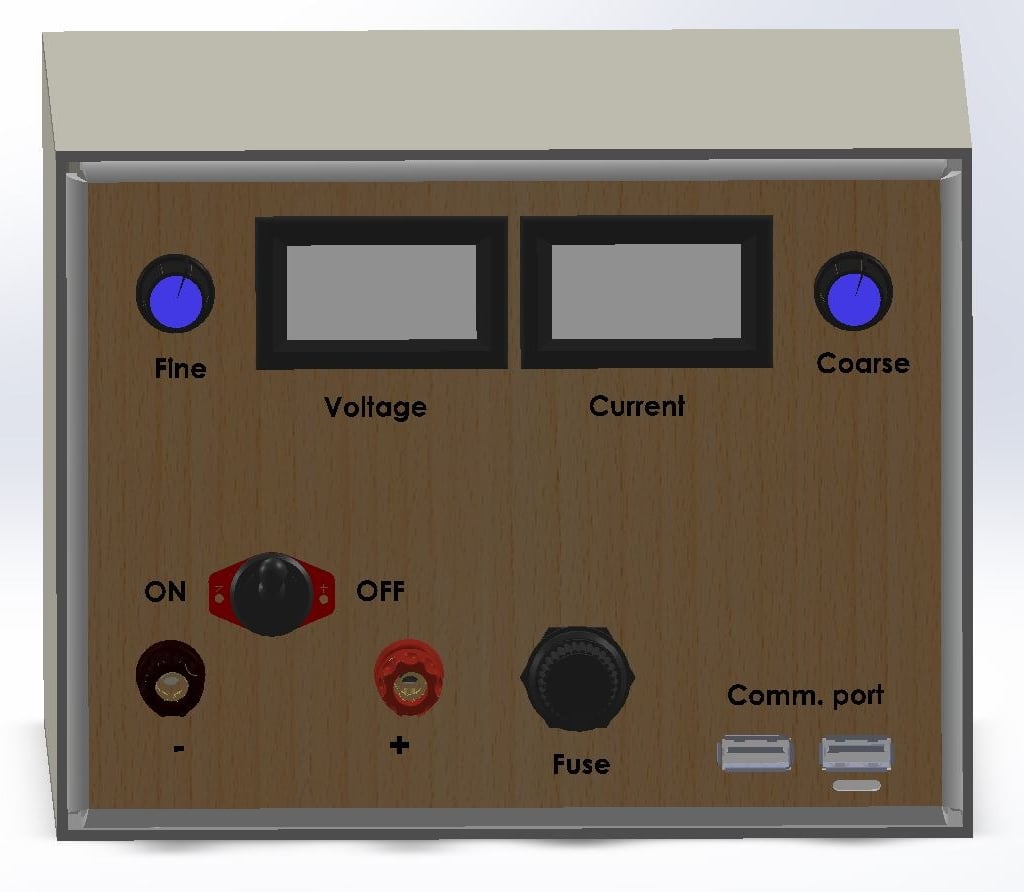 Fine
Coarse
Voltage
Current
ON
OFF
- +
Fuse
Comm. port